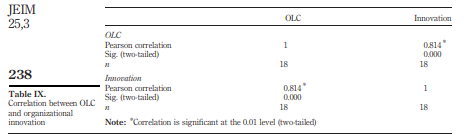 JEIM
25,3
238
Table IX.
Correlation between OLC
and organizational
innovation
OLC Innovation
OLC
Pearson correlation 1 0.814*
Sig. (two-tailed) 0.000
n 18 18
Innovation
Pearson correlation 0.814* 1
Sig. (two-tailed) 0.000
n 18 18
Note: *Correlation is significant at the 0.01 level (two-tailed)